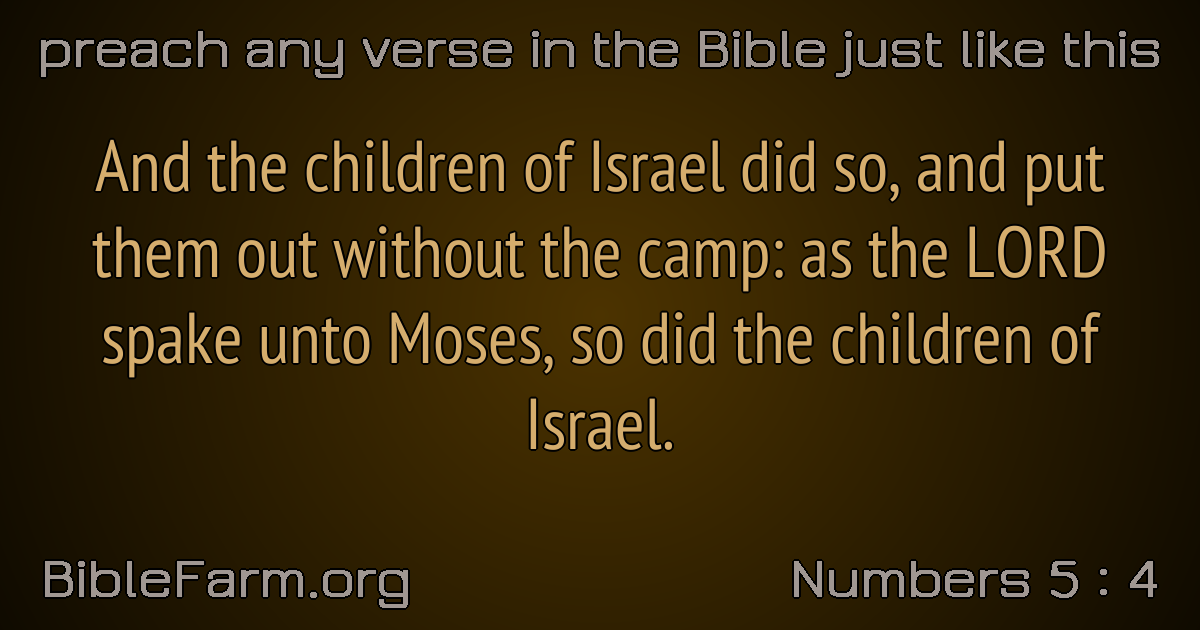 preach any verse in the Bible just like this
And the children of Israel did so, and put
them out without the camp: as the LORD
spake unto Moses, so did the children of
Israel.
BibleFarm.org
Numbers 5 : 4